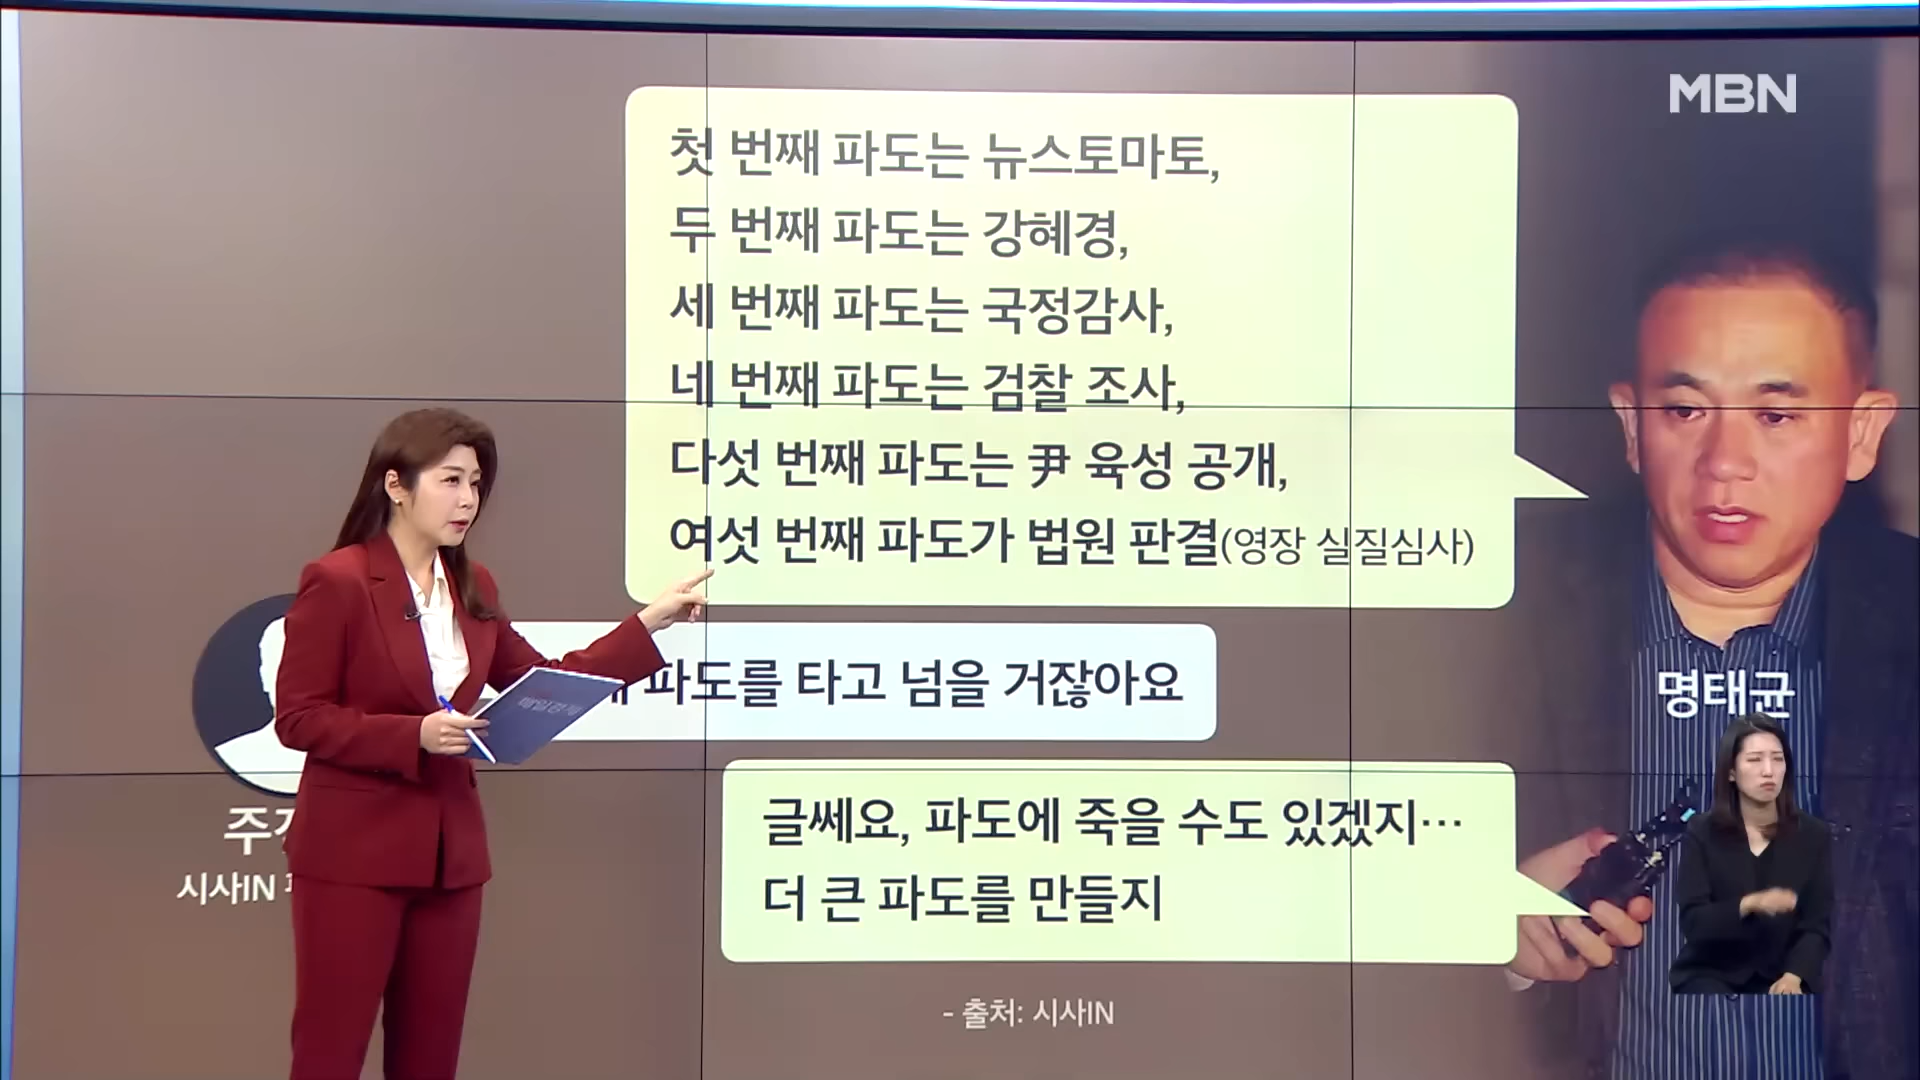 MBN
첫 번째 파도는 뉴스토마토,
두 번째 파도는 강혜경,
세 번째 파도는 국정감사,
네 번째 파도는 검찰 조사,
다섯 번째 파도는 尹 육성 공개,
여섯 번째 파도가 법원 판결(영장 실질심사)
파도를 타고 넘을 거잖아요
글쎄요, 파도에 죽을 수도 있겠지…
더 큰 파도를 만들지
명태균
시사IN
- 출처: 시사IN
매일경제